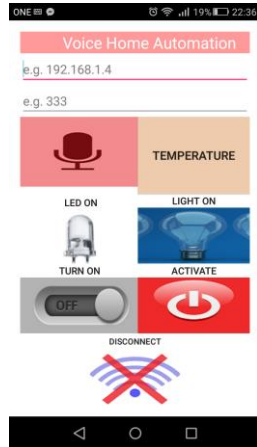 ONE 19% 22:36
Voice Home Automation
e.g. 192.168.1.4
e.g. 333
TEMPERATURE
LED ON LIGHT ON
TURN ON ACTIVATE
OFF
DISCONNECT